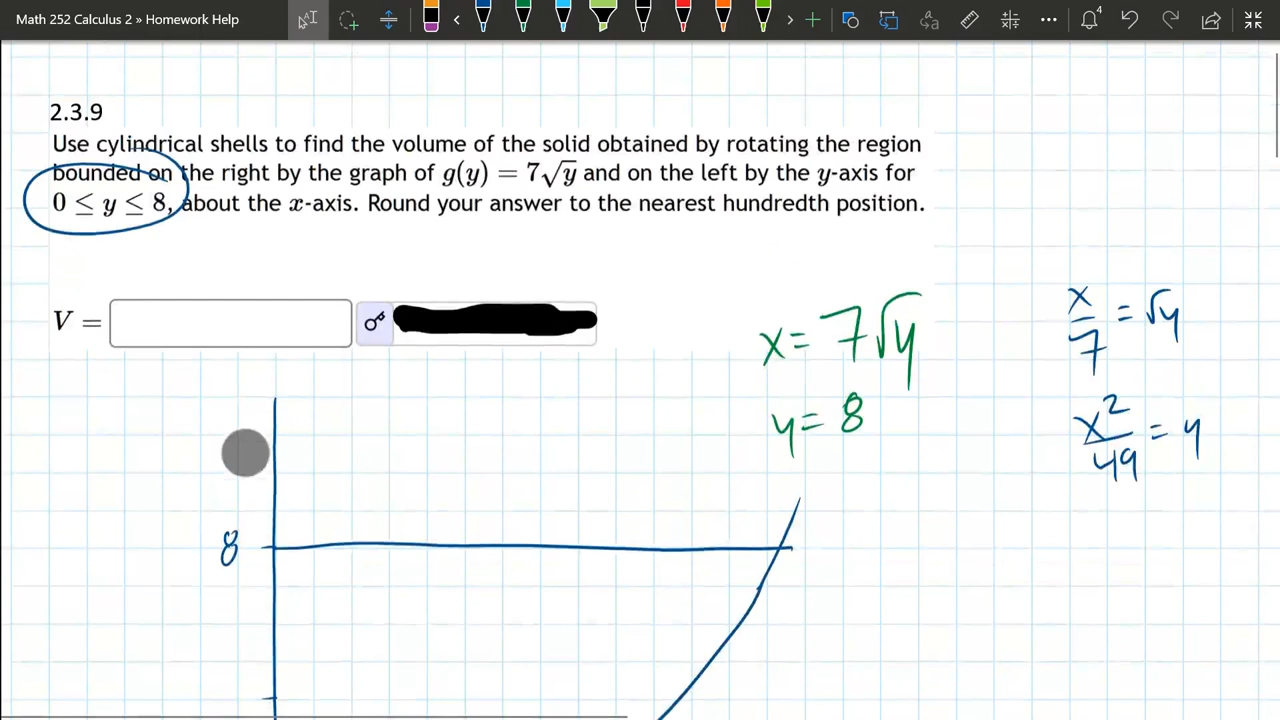 Math 252 Calculus 2 » Homework Help
4
2.3.9
Use cylindrical shells to find the volume of the solid obtained by rotating the region
bounded on the right by the graph of g(y) = 7√y and on the left by the y-axis for
0 ≤ y ≤ 8, about the x-axis. Round your answer to the nearest hundredth position.
V =
x = 7√y
y = 8
x/7 = √y
x²/49 = y
8